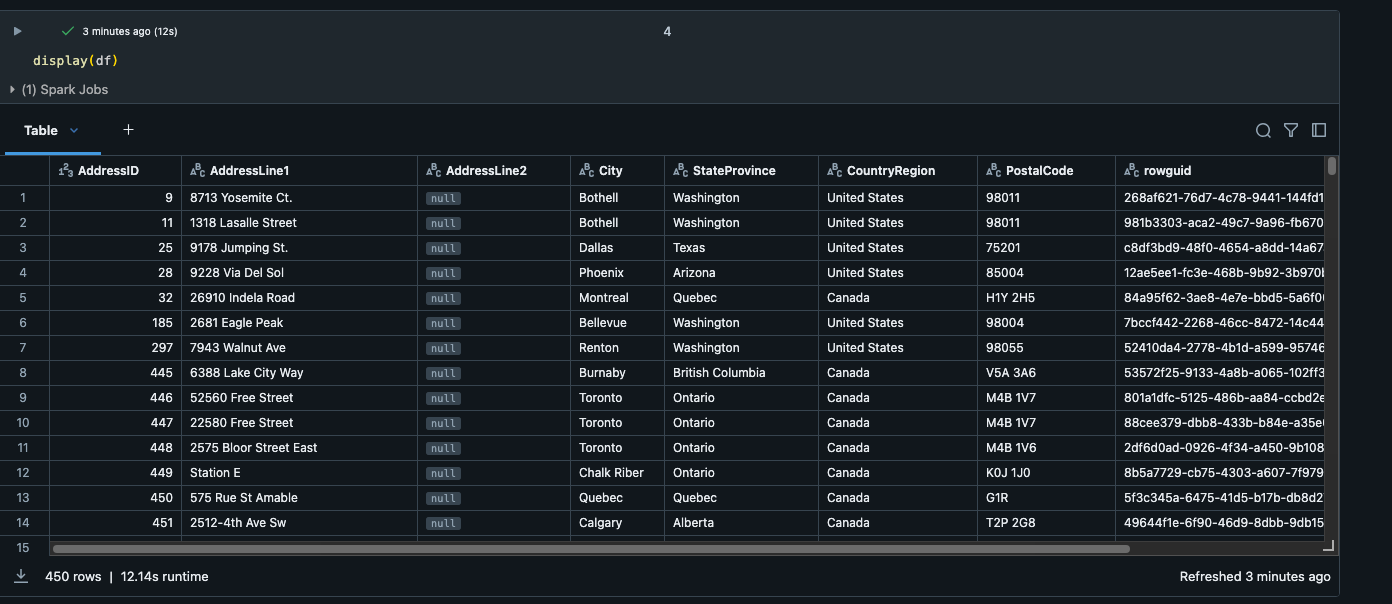 3 minutes ago (12s) 4
display(df)
(1) Spark Jobs
Table +
AddressID AddressLine1 AddressLine2 City StateProvince CountryRegion PostalCode rowguid
1 9 8713 Yosemite Ct. null Bothell Washington United States 98011 268af621-76d7-4c78-9441-144fd1
2 11 1318 Lasalle Street null Bothell Washington United States 98011 981b3303-aca2-49c7-9a96-fb670
3 25 9178 Jumping St. null Dallas Texas United States 75201 c8df3bd9-48f0-4654-a8dd-14a67
4 28 9228 Via Del Sol null Phoenix Arizona United States 85004 12ae5ee1-fc3e-468b-9b92-3b970
5 32 26910 Indela Road null Montreal Quebec Canada H1Y 2H5 84a95f62-3ae8-4e7e-bbd5-5a6f0
6 185 2681 Eagle Peak null Bellevue Washington United States 98004 7bccf442-2268-46cc-8472-14c44
7 297 7943 Walnut Ave null Renton Washington United States 98055 52410da4-2778-4b1d-a599-95746
8 445 6388 Lake City Way null Burnaby British Columbia Canada V5A 3A6 53572f25-9133-4a8b-a065-102ff3
9 446 52560 Free Street null Toronto Ontario Canada M4B 1V7 801a1dfc-5125-486b-aa84-ccbd2e
10 447 22580 Free Street null Toronto Ontario Canada M4B 1V7 88cee379-dbb8-433b-b84e-a35e
11 448 2575 Bloor Street East null Toronto Ontario Canada M4B 1V6 2df6d0ad-0926-4f34-a450-9b108
12 449 Station E null Chalk Riber Ontario Canada K0J 1J0 8b5a7729-cb75-4303-a607-7f979
13 450 575 Rue St Amable null Quebec Quebec Canada G1R 5f3c345a-6475-41d5-b17b-db8d2
14 451 2512-4th Ave Sw null Calgary Alberta Canada T2P 2G8 49644f1e-6f90-46d9-8dbb-9db15
15
450 rows | 12.14s runtime Refreshed 3 minutes ago